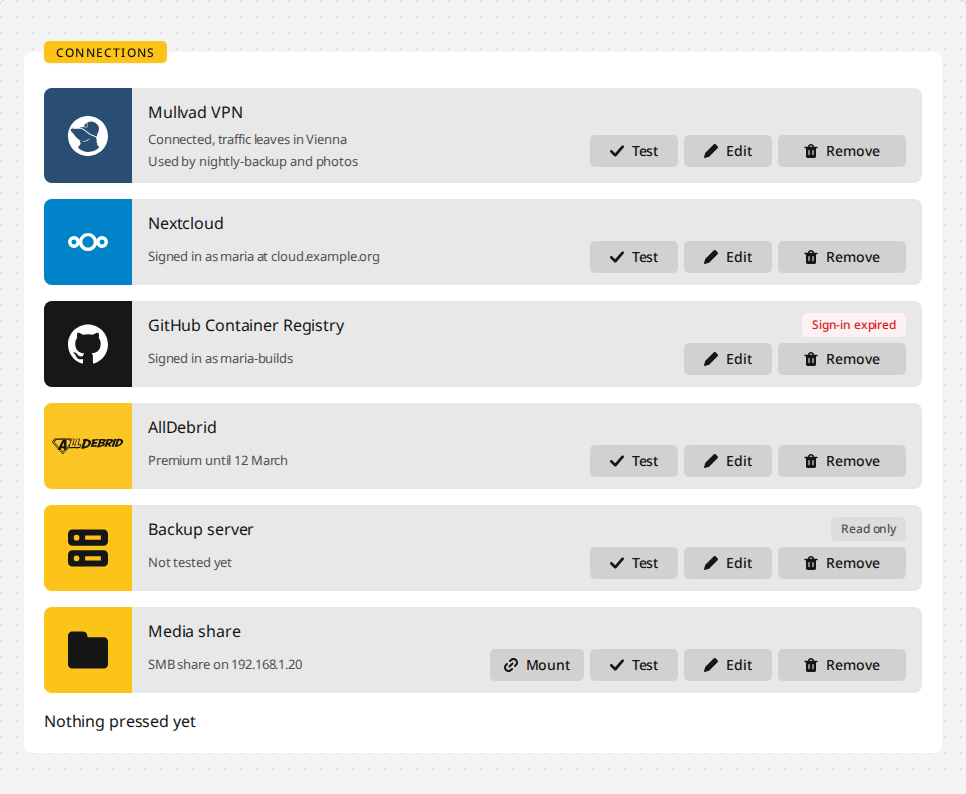 CONNECTIONS
Mullvad VPN
Connected, traffic leaves in Vienna
Used by nightly-backup and photos
Test Edit Remove
Nextcloud
Signed in as maria at cloud.example.org
Test Edit Remove
GitHub Container Registry
Sign-in expired
Signed in as maria-builds
Edit Remove
ALLDEBRID
AllDebrid
Premium until 12 March
Test Edit Remove
Backup server
Read only
Not tested yet
Test Edit Remove
Media share
SMB share on 192.168.1.20
Mount Test Edit Remove
Nothing pressed yet